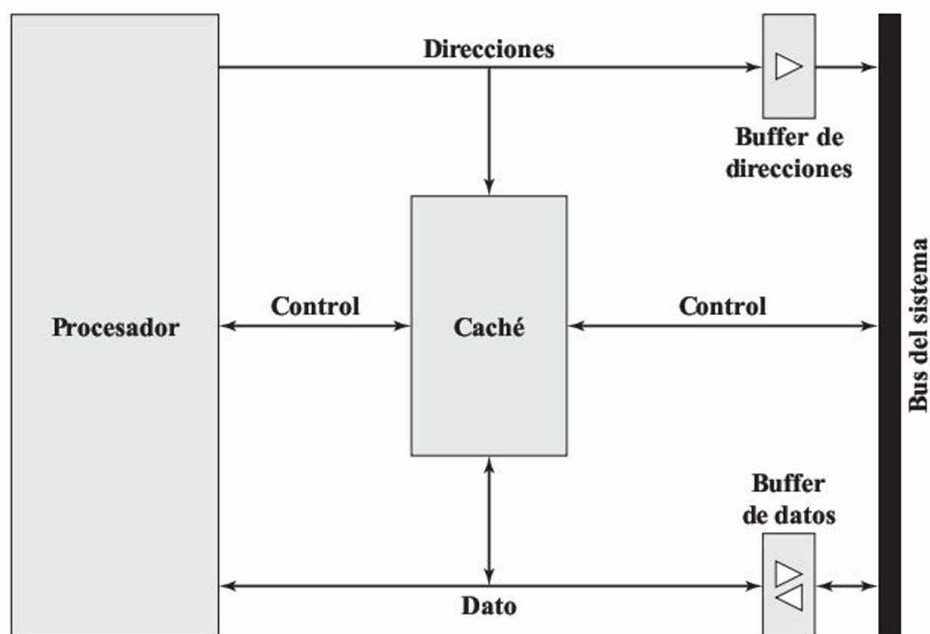 Direcciones
Buffer de
direcciones
Procesador
Control
Caché
Control
Bus del sistema
Buffer
de datos
Dato